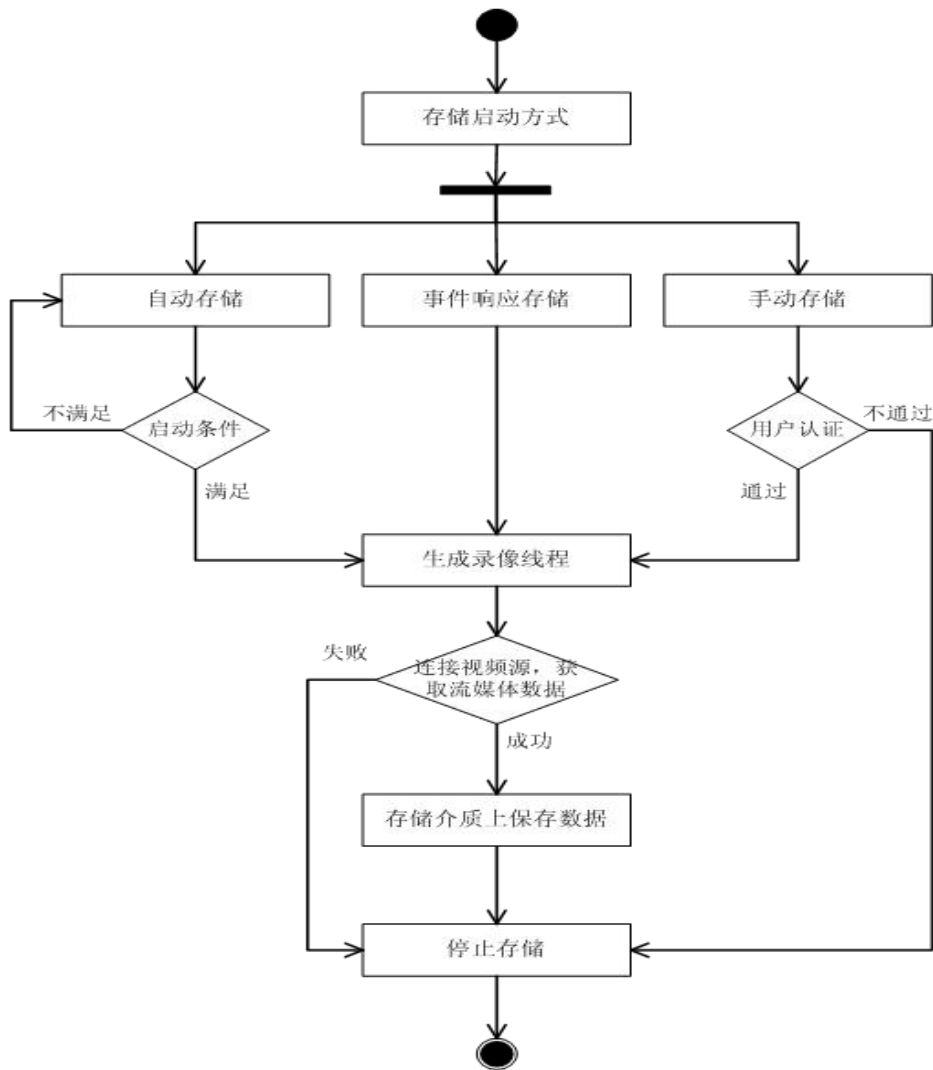 存储启动方式
自动存储
事件响应存储
手动存储
不满足
启动条件
用户认证
不通过
满足
通过
生成录像线程
失败
连接视频源，获
取流媒体数据
成功
存储介质上保存数据
停止存储